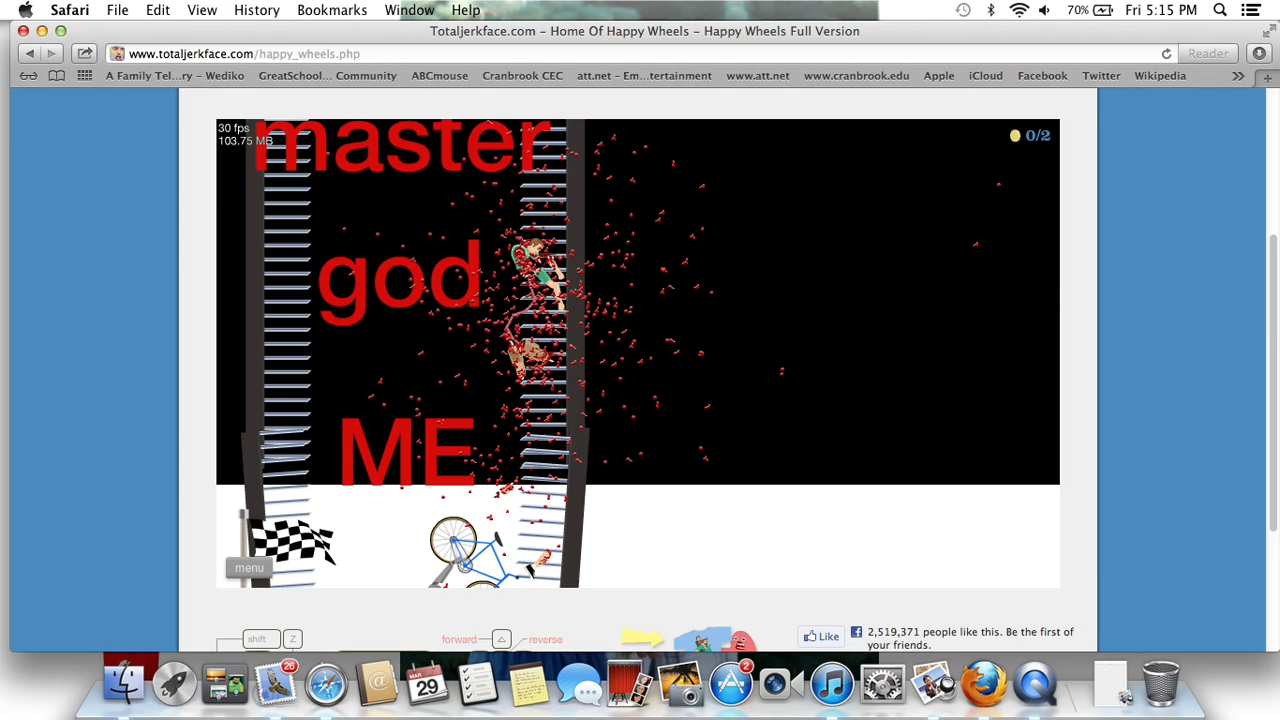 Safari File Edit View History Bookmarks Window Help 70% Fri 5:15 PM
Totaljerkface.com – Home Of Happy Wheels – Happy Wheels Full Version
www.totaljerkface.com/happy_wheels.php Reader
A Family Tel...ry – Wediko GreatSchool... Community ABCmouse Cranbrook CEC att.net – Em...tertainment www.att.net www.cranbrook.edu Apple iCloud Facebook Twitter Wikipedia
30 fps
103.75 MB
0/2
master
god
ME
menu
shift Z forward reverse
Like 2,519,371 people like this. Be the first of
your friends.
26
MAR
29
2